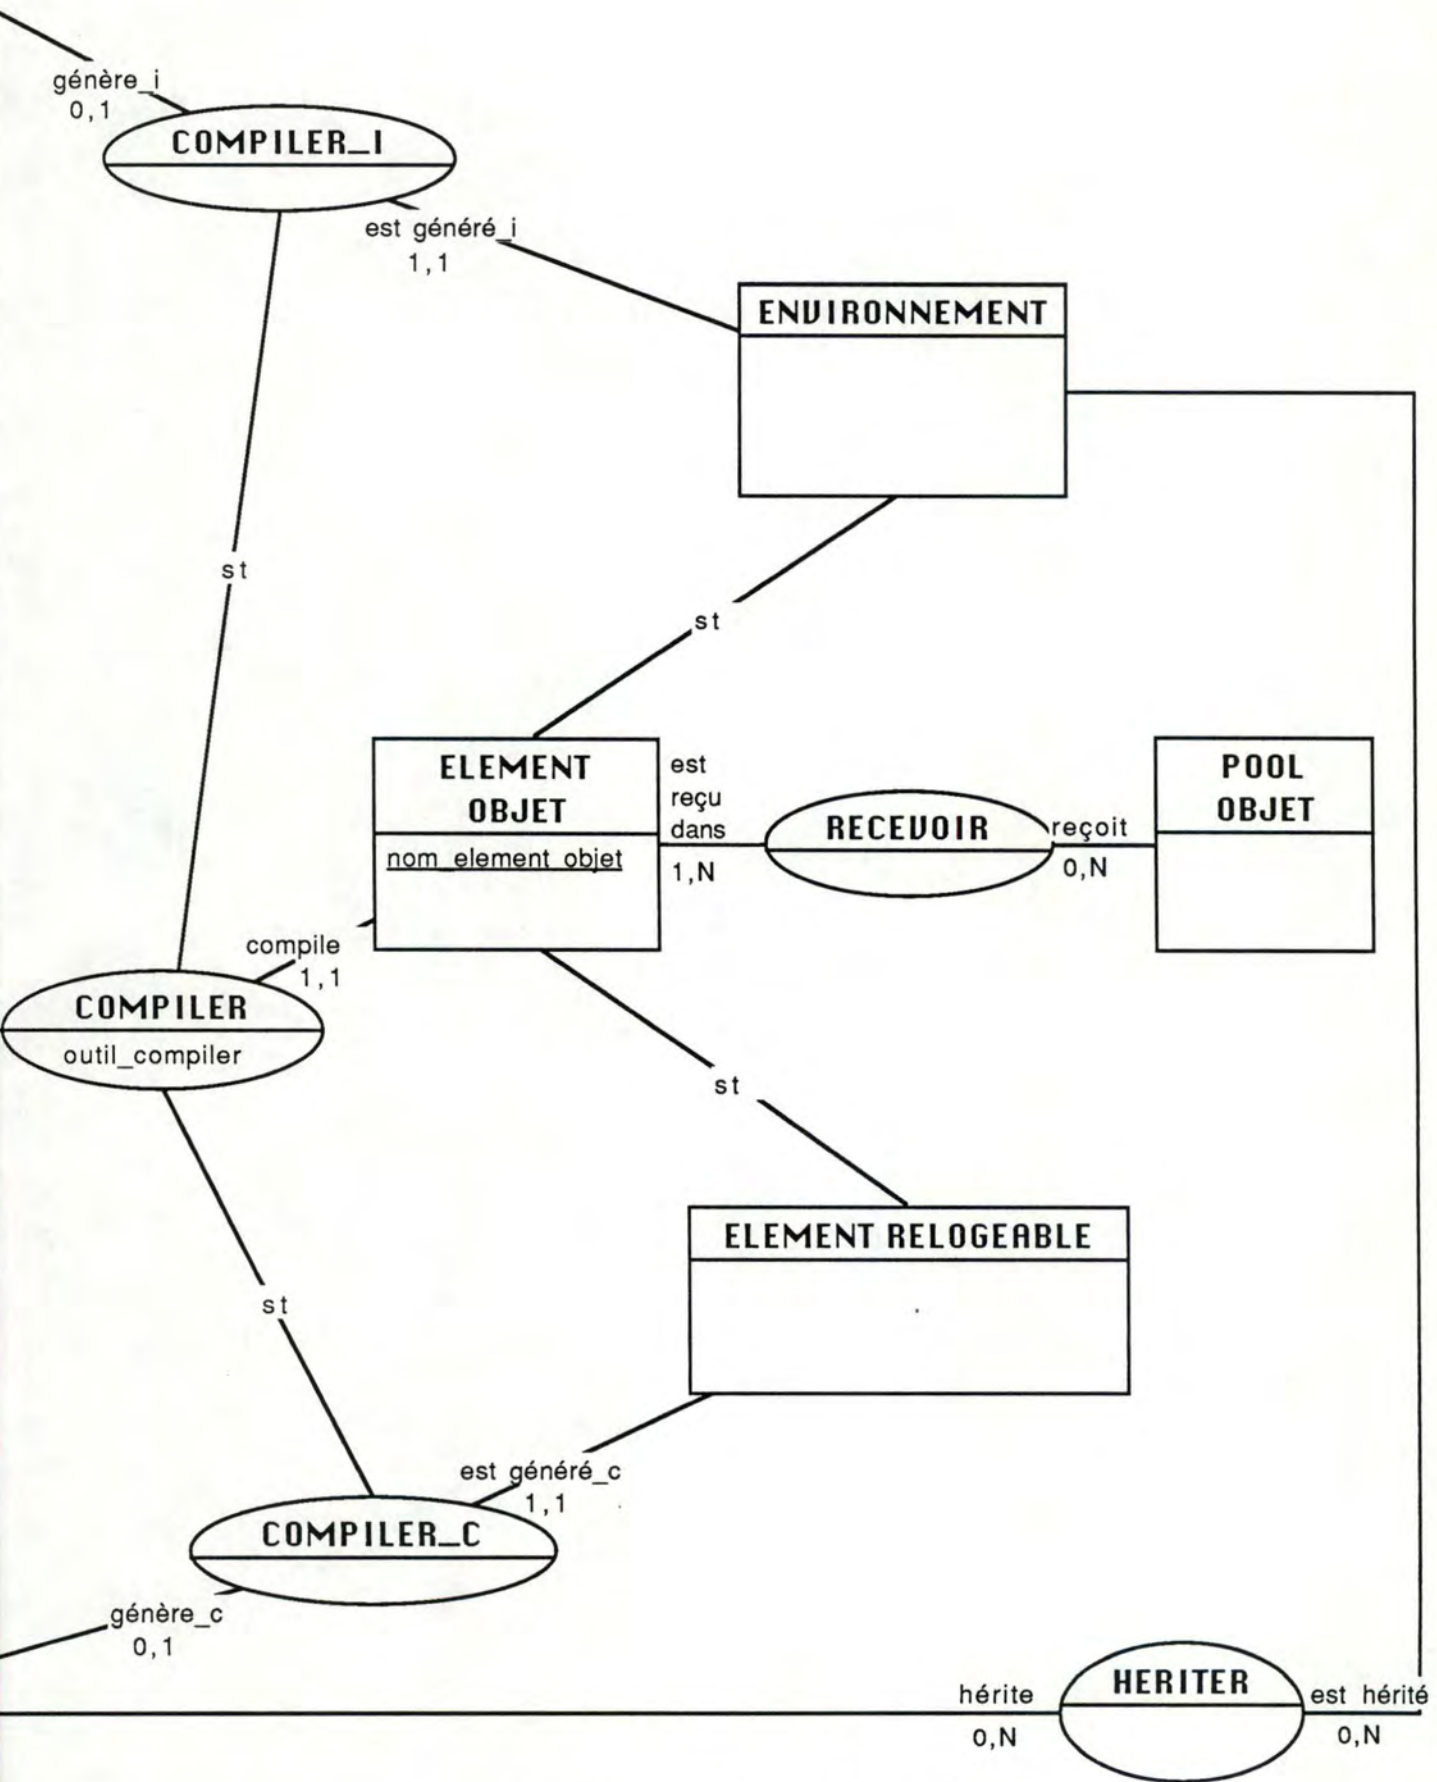 génère_i
0,1
COMPILER_I
est généré_i
1,1
ENVIRONNEMENT
st
st
ELEMENT
OBJET
nom_element_objet
est
reçu
dans
1,N
RECEVOIR
reçoit
0,N
POOL
OBJET
compile
1,1
COMPILER
outil_compiler
st
ELEMENT RELOGEABLE
st
est généré_c
1,1
COMPILER_C
génère_c
0,1
hérite
0,N
HERITER
est hérité
0,N